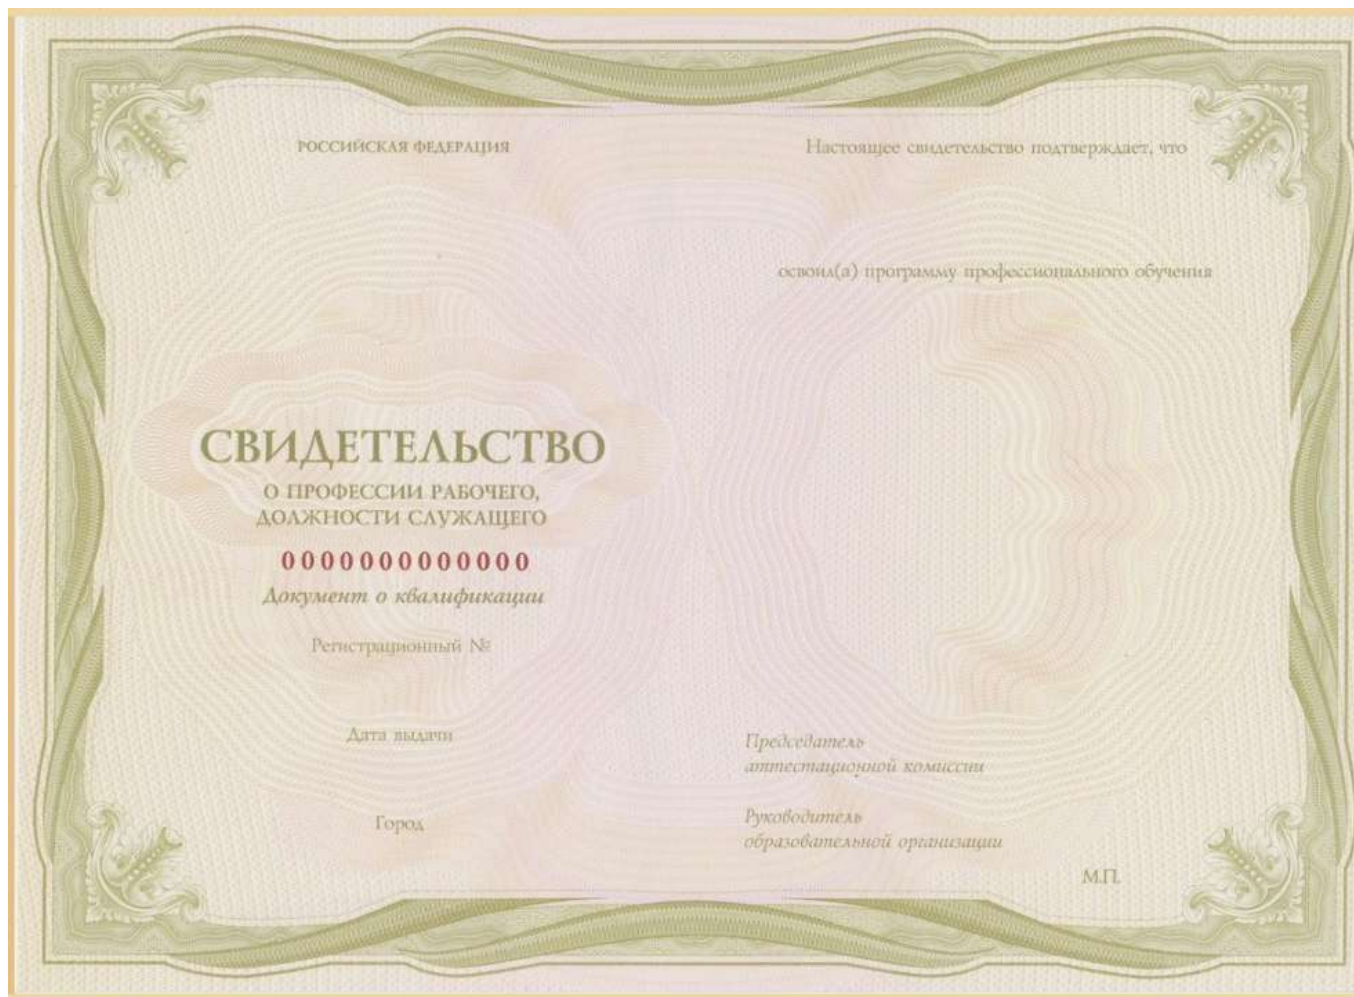 РОССИЙСКАЯ ФЕДЕРАЦИЯ
СВИДЕТЕЛЬСТВО
О ПРОФЕССИИ РАБОЧЕГО,
ДОЛЖНОСТИ СЛУЖАЩЕГО
0000000000000
Документ о квалификации
Регистрационный №
Дата выдачи
Город
Настоящее свидетельство подтверждает, что
освоил(а) программу профессионального обучения
Председатель
аттестационной комиссии
Руководитель
образовательной организации
М.П.